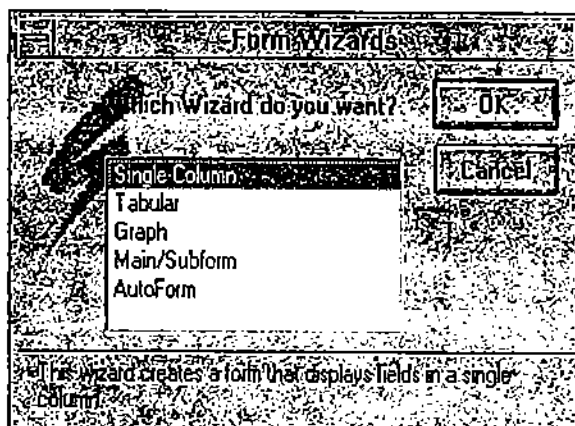 Form Wizards
Which Wizard do you want?
OK
Cancel
Single Column
Tabular
Graph
Main/Subform
AutoForm
This wizard creates a form that displays fields in a single
column.